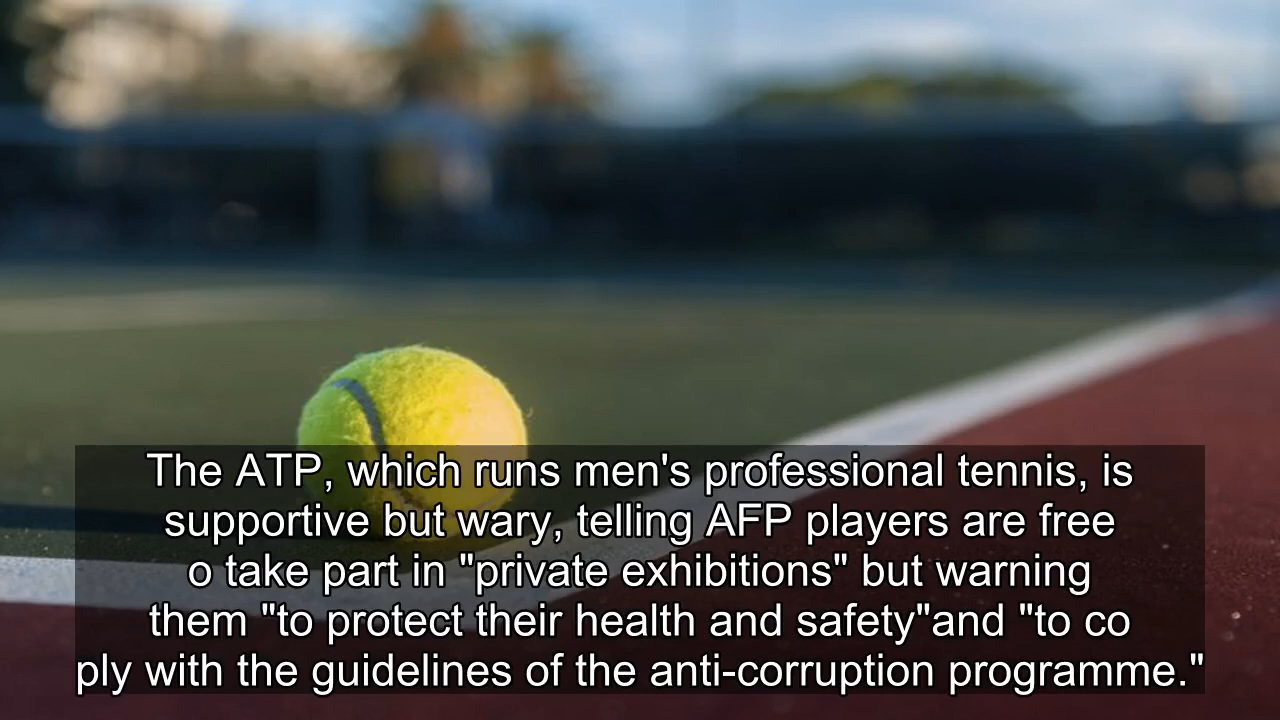 The ATP, which runs men's professional tennis, is
supportive but wary, telling AFP players are free
o take part in "private exhibitions" but warning
them "to protect their health and safety"and "to co
ply with the guidelines of the anti-corruption programme."